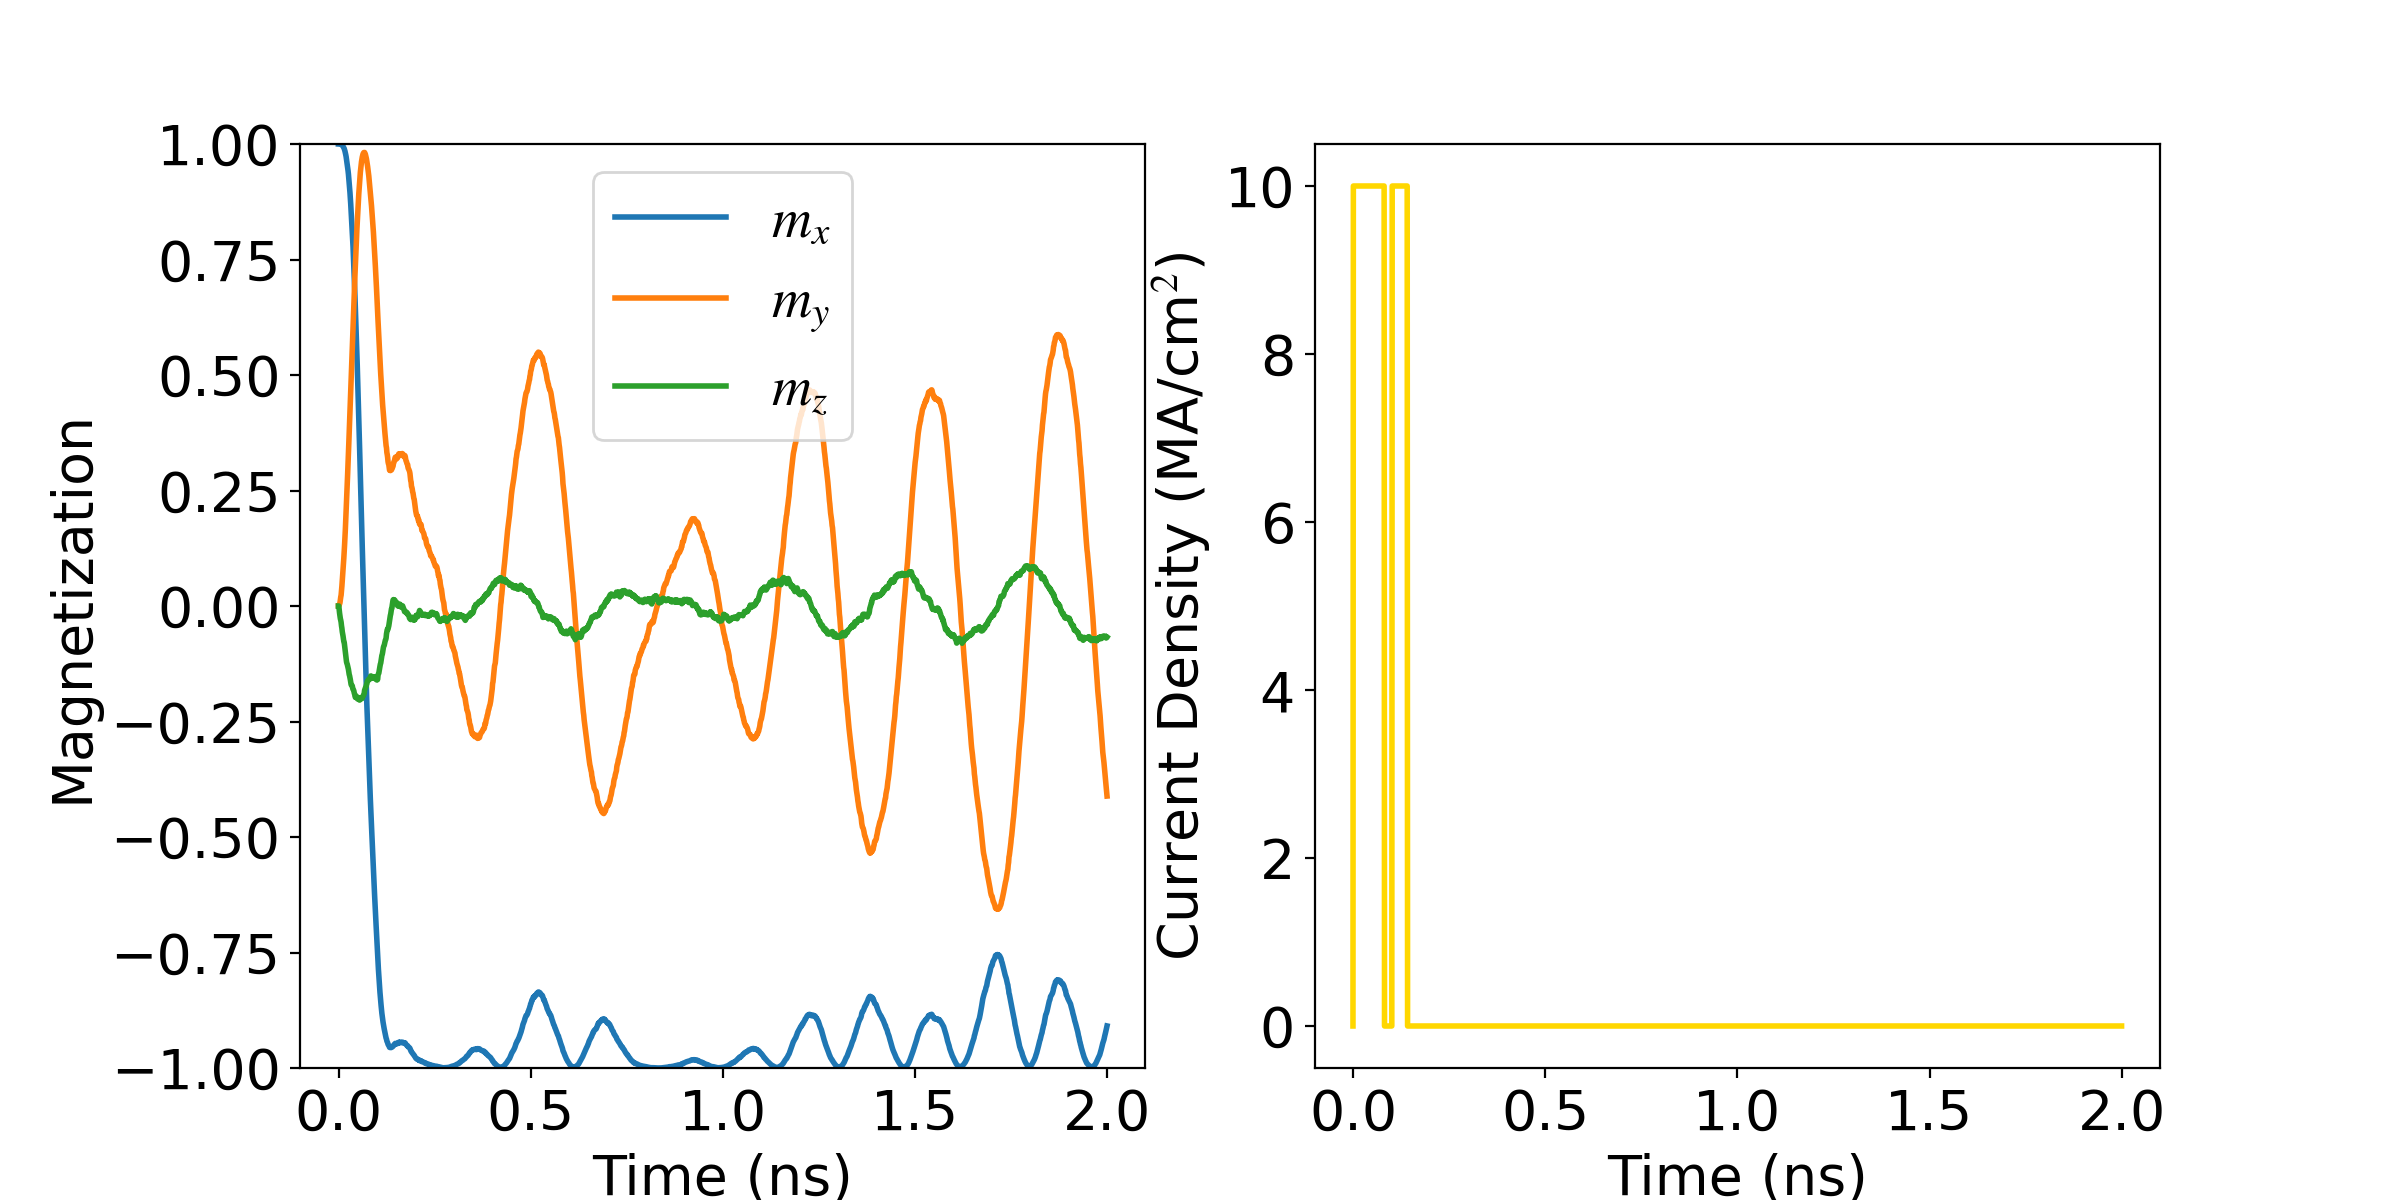 1.00
0.75
0.50
0.25
0.00
−0.25
−0.50
−0.75
−1.00
Magnetization
0.0 0.5 1.0 1.5 2.0
Time (ns)
m_x
m_y
m_z
10
8
6
4
2
0
Current Density (MA/cm²)
0.0 0.5 1.0 1.5 2.0
Time (ns)